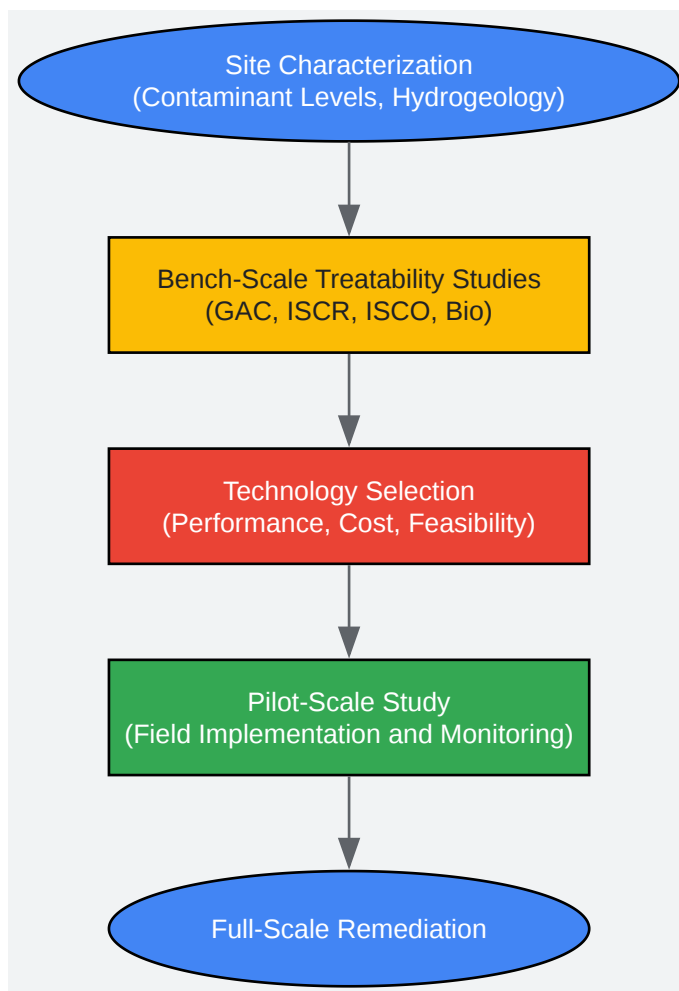 Site Characterization
(Contaminant Levels, Hydrogeology)
Bench-Scale Treatability Studies
(GAC, ISCR, ISCO, Bio)
Technology Selection
(Performance, Cost, Feasibility)
Pilot-Scale Study
(Field Implementation and Monitoring)
Full-Scale Remediation